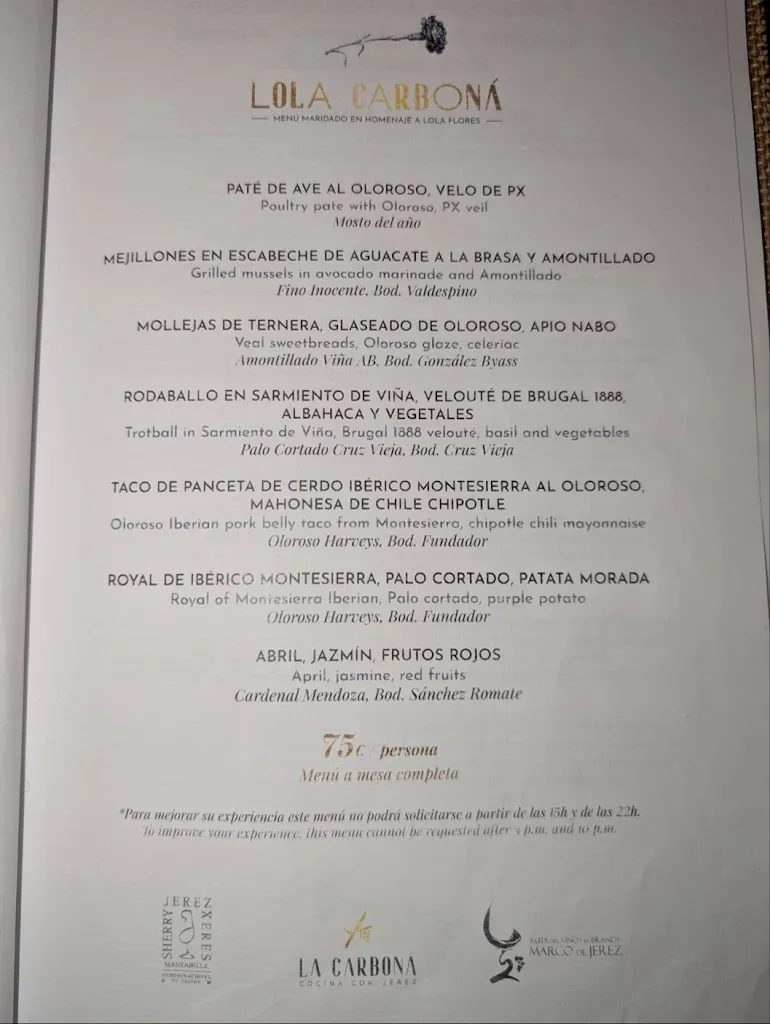 LOLA CARBONÁ
MENÚ MARIDADO EN HOMENAJE A LOLA FLORES
PATÉ DE AVE AL OLOROSO, VELO DE PX
Poultry pate with Oloroso, PX veil
Mosto del año
MEJILLONES EN ESCABECHE DE AGUACATE A LA BRASA Y AMONTILLADO
Grilled mussels in avocado marinade and Amontillado
Fino Inocente, Bod. Valdespino
MOLLEJAS DE TERNERA, GLASEADO DE OLOROSO, APIO NABO
Veal sweetbreads, Oloroso glaze, celeriac
Amontillado Viña AB, Bod. González Byass
RODABALLO EN SARMIENTO DE VIÑA, VELOUTÉ DE BRUGAL 1888,
ALBAHACA Y VEGETALES
Trotball in Sarmiento de Viña, Brugal 1888 velouté, basil and vegetables
Palo Cortado Cruz Vieja, Bod. Cruz Vieja
TACO DE PANCETA DE CERDO IBÉRICO MONTESIERRA AL OLOROSO,
MAHONESA DE CHILE CHIPOTLE
Oloroso Iberian pork belly taco from Montesierra, chipotle chili mayonnaise
Oloroso Harveys, Bod. Fundador
ROYAL DE IBÉRICO MONTESIERRA, PALO CORTADO, PATATA MORADA
Royal of Montesierra Iberian, Palo cortado, purple potato
Oloroso Harveys, Bod. Fundador
ABRIL, JAZMÍN, FRUTOS ROJOS
April, jasmine, red fruits
Cardenal Mendoza, Bod. Sánchez Romate
75€ / persona
Menú a mesa completa
*Para mejorar su experiencia este menú no podrá solicitarse a partir de las 15h y de las 22h.
To improve your experience, this menu cannot be requested after 3 p.m. and 10 p.m.
JEREZ
XERES
SHERRY
MANZANILLA
DENOMINACIONES
DE ORIGEN
LA CARBONA
COCINA CON JEREZ
RUTA DEL VINO Y EL BRANDY
MARCO DE JEREZ